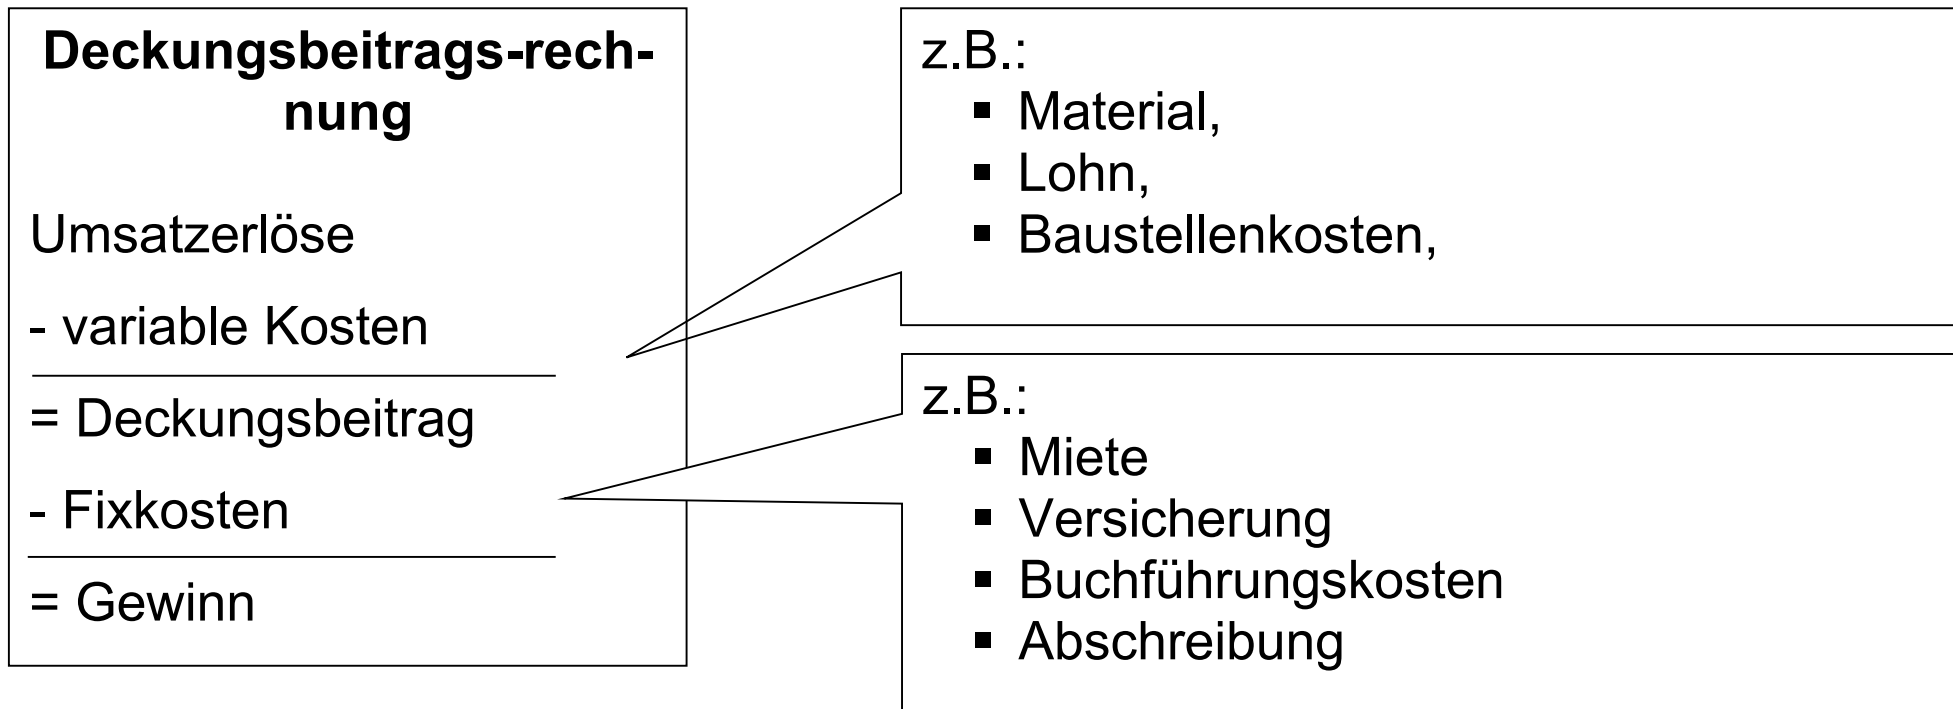 Deckungsbeitrags-rech-
nung
Umsatzerlöse
- variable Kosten
= Deckungsbeitrag
- Fixkosten
= Gewinn
z.B.:
▪ Material,
▪ Lohn,
▪ Baustellenkosten,
z.B.:
▪ Miete
▪ Versicherung
▪ Buchführungskosten
▪ Abschreibung